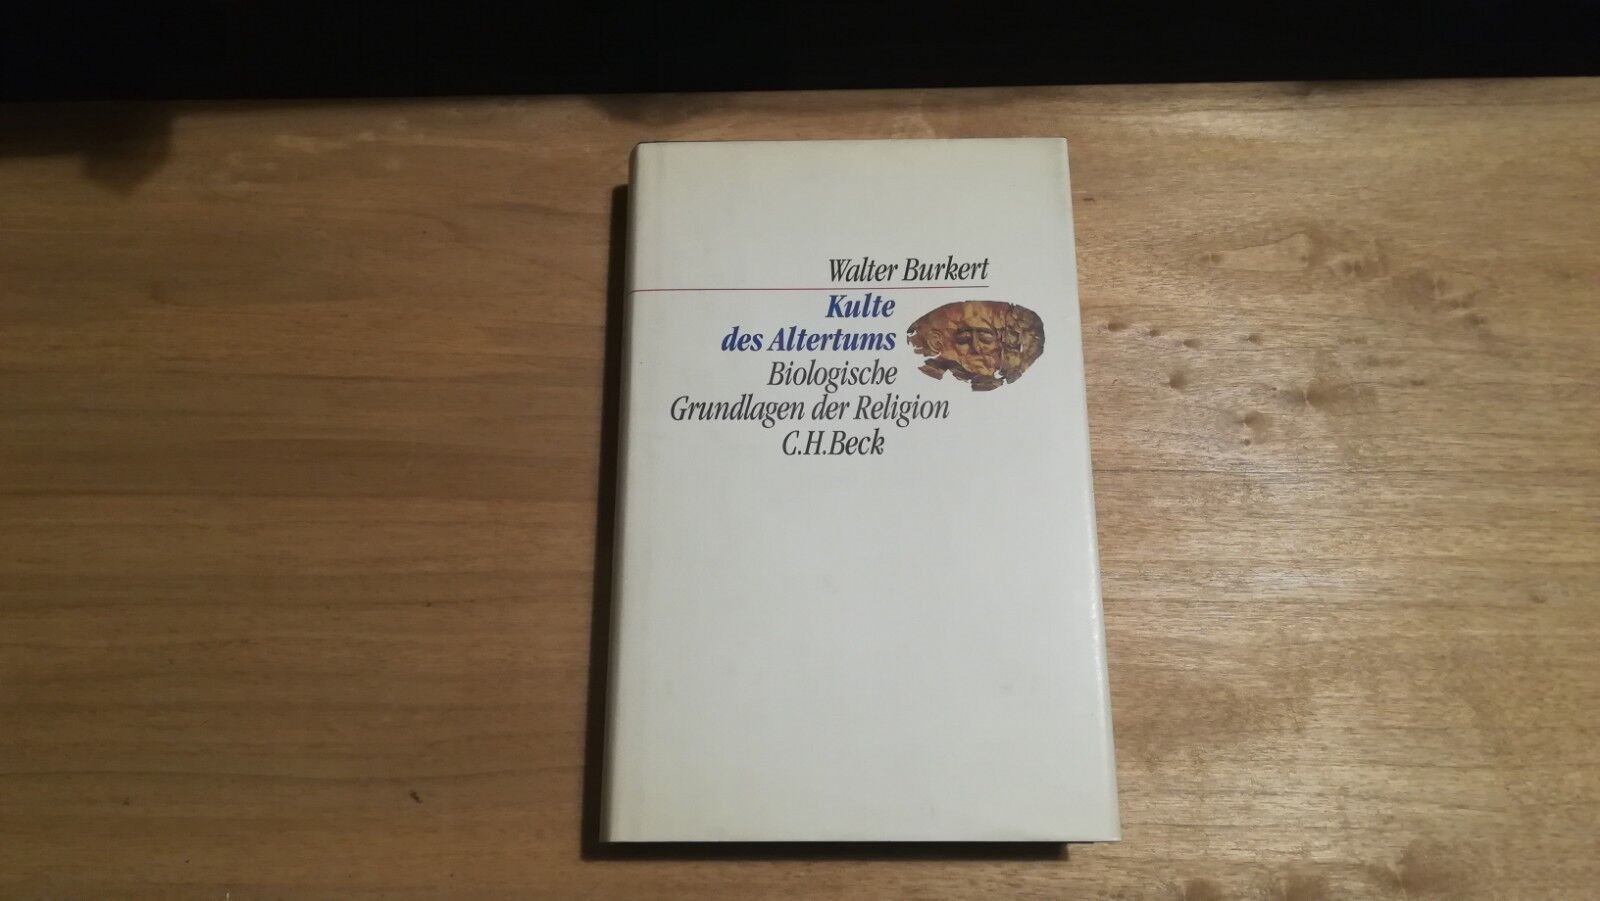 Walter Burkert
Kulte
des Altertums
Biologische
Grundlagen der Religion
C.H.Beck